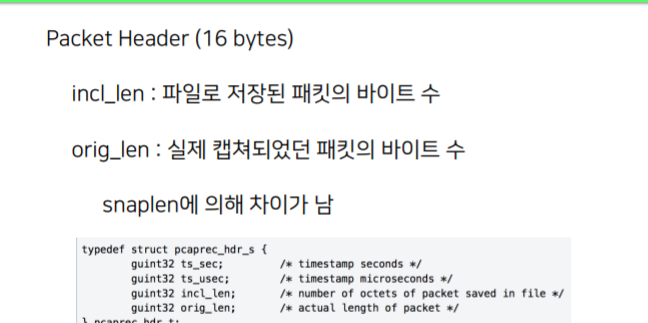 Packet Header (16 bytes)
incl_len : 파일로 저장된 패킷의 바이트 수
orig_len : 실제 캡쳐되었던 패킷의 바이트 수
snaplen에 의해 차이가 남
typedef struct pcaprec_hdr_s {
guint32 ts_sec; /* timestamp seconds */
guint32 ts_usec; /* timestamp microseconds */
guint32 incl_len; /* number of octets of packet saved in file */
guint32 orig_len; /* actual length of packet */
} pcaprec_hdr_t;